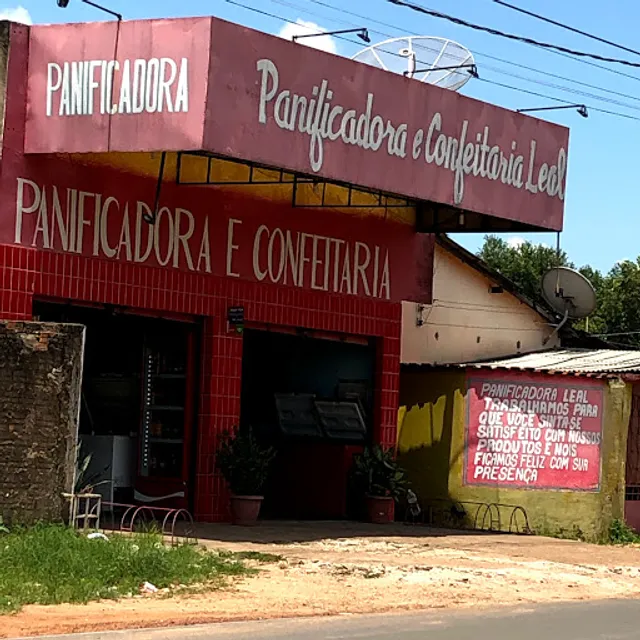 PANIFICADORA
Panificadora e Confeitaria Leal
PANIFICADORA E CONFEITARIA
PANIFICADORA LEAL
TRABALHAMOS PARA
QUE VOCÊ SINTA-SE
SATISFEITO COM NOSSOS
PRODUTOS E NOIS
FICAMOS FELIZ COM SUA
PRESENÇA